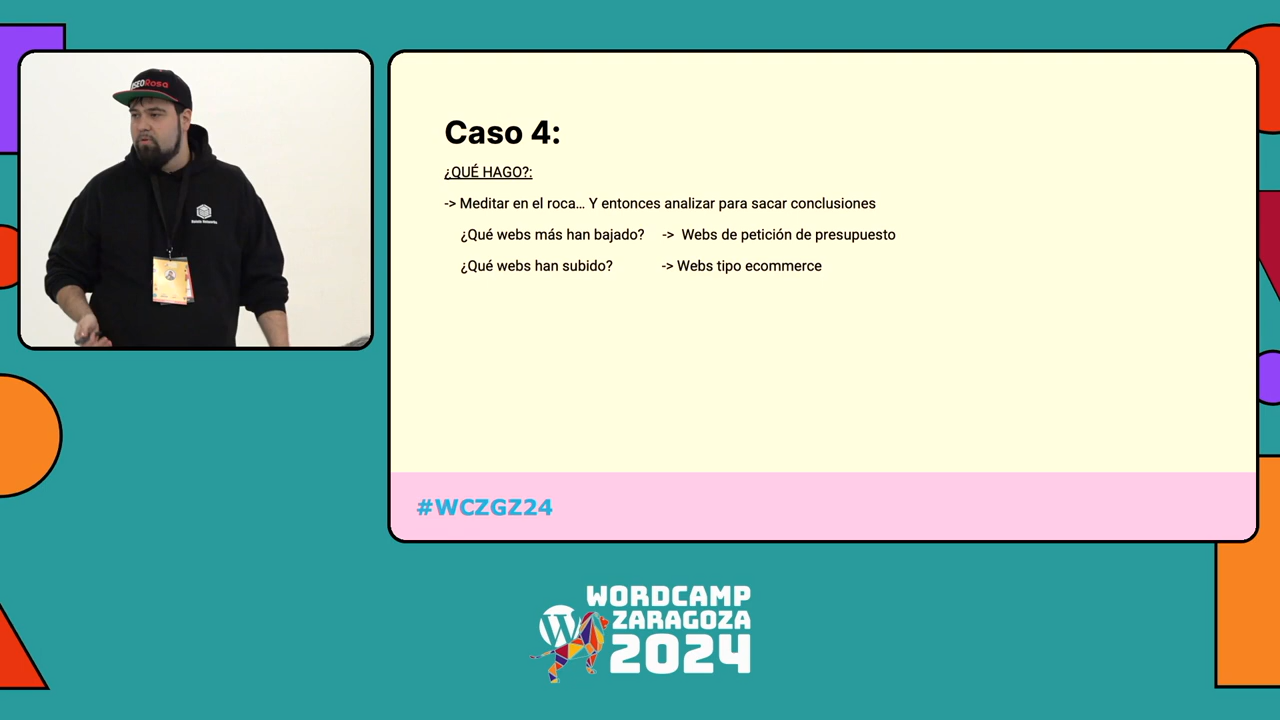 SEORosa
Caso 4:
¿QUÉ HAGO?:
-> Meditar en el roca... Y entonces analizar para sacar conclusiones
¿Qué webs más han bajado? -> Webs de petición de presupuesto
¿Qué webs han subido? -> Webs tipo ecommerce
#WCZGZ24
WORDCAMP
ZARAGOZA
2024